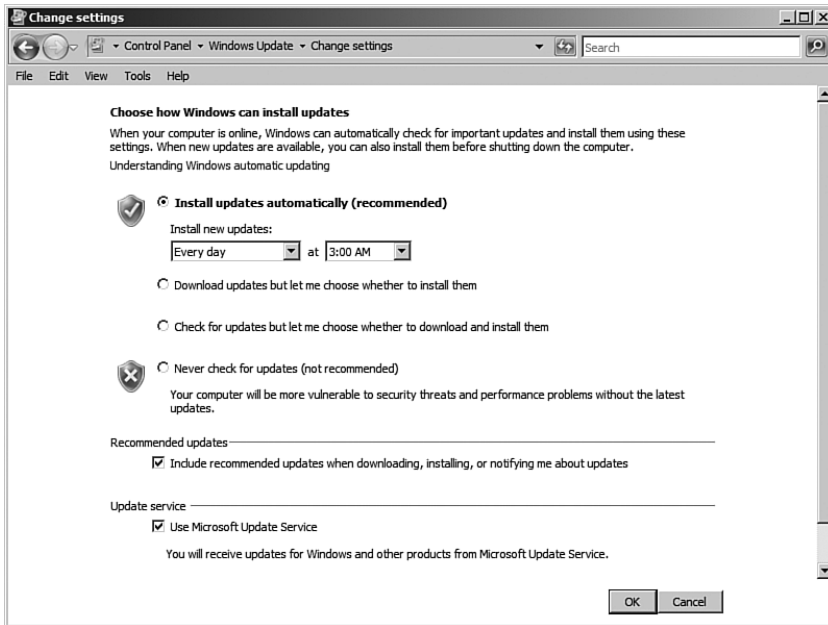 Change settings
Control Panel Windows Update Change settings
Search
File Edit View Tools Help
Choose how Windows can install updates
When your computer is online, Windows can automatically check for important updates and install them using these
settings. When new updates are available, you can also install them before shutting down the computer.
Understanding Windows automatic updating
Install updates automatically (recommended)
Install new updates:
Every day at 3:00 AM
Download updates but let me choose whether to install them
Check for updates but let me choose whether to download and install them
Never check for updates (not recommended)
Your computer will be more vulnerable to security threats and performance problems without the latest
updates.
Recommended updates
Include recommended updates when downloading, installing, or notifying me about updates
Update service
Use Microsoft Update Service
You will receive updates for Windows and other products from Microsoft Update Service.
OK Cancel